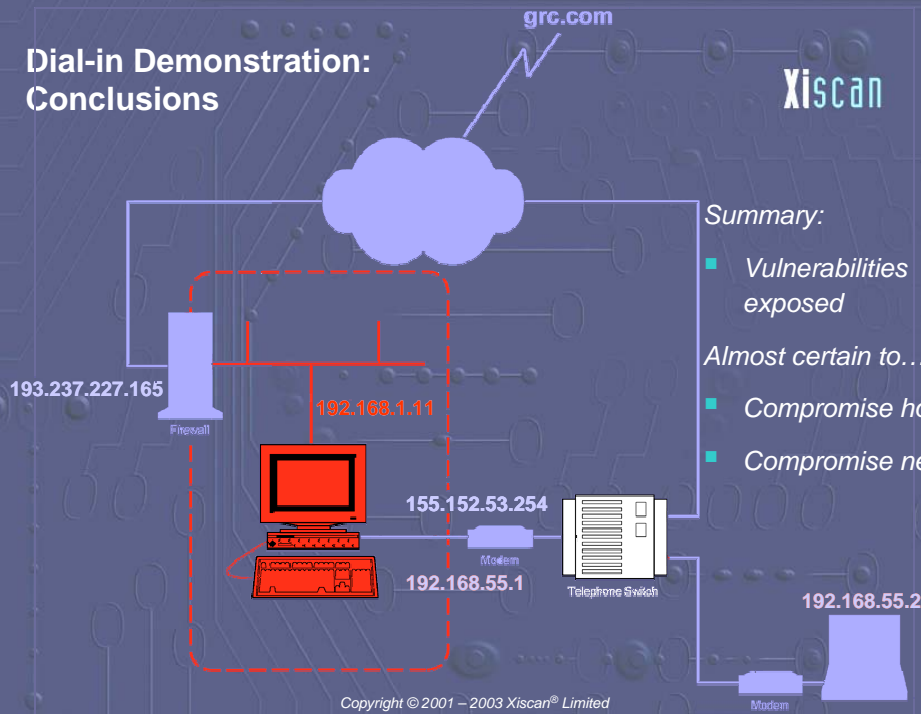 grc.com
Dial-in Demonstration:
Conclusions
Xiscan
Summary:
Vulnerabilities
exposed
Almost certain to…
Compromise
Compromise
193.237.227.165
Firewall
192.168.1.11
155.152.53.254
Modem
192.168.55.1
Telephone Switch
192.168.55.2
Modem
Copyright © 2001 – 2003 Xiscan® Limited